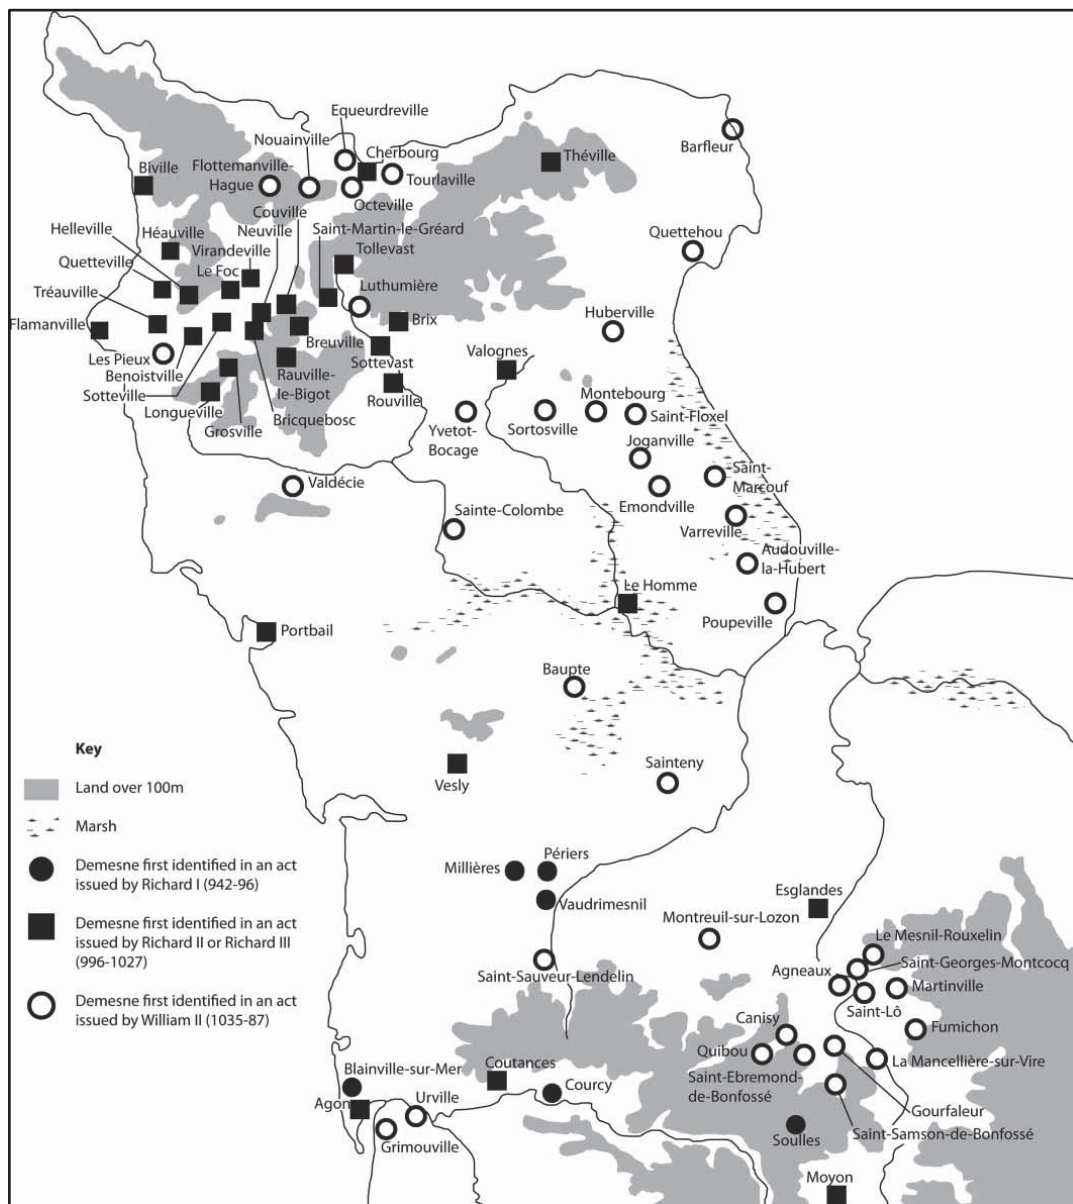 Equeurdreville
Nouainville
Cherbourg
Barfleur
Biville
Flottemanville-
Hague
Théville
Tourlaville
Octeville
Couville
Saint-Martin-le-Gréard
Helleville
Héauville
Neuville
Tollevast
Quettehou
Virandeville
Quetteville
Le Foc
Tréauville
Luthumière
Huberville
Flamanville
Brix
Breuville
Valognes
Les Pieux
Benoistville
Sottevast
Sotteville
Rauville-
le-Bigot
Rouville
Montebourg
Longueville
Bricquebosc
Saint-Floxel
Grosville
Yvetot-
Bocage
Sortosville
Joganville
Valdécie
Saint-
Marcouf
Emondville
Sainte-Colombe
Varreville
Audouville-
la-Hubert
Le Homme
Poupeville
Portbail
Baupte
Key
Sainteny
Land over 100m
Vesly
Marsh
Demesne first identified in an act
issued by Richard I (942-96)
Demesne first identified in an act
issued by Richard II or Richard III
(996-1027)
Demesne first identified in an act
issued by William II (1035-87)
Périers
Millières
Vaudrimesnil
Esglandes
Montreuil-sur-Lozon
Le Mesnil-Rouxelin
Saint-Georges-Montcocq
Saint-Sauveur-Lendelin
Agneaux
Martinville
Saint-Lô
Canisy
Fumichon
Quibou
La Mancellière-sur-Vire
Coutances
Blainville-sur-Mer
Courcy
Saint-Ebremond-
de-Bonfossé
Agon
Urville
Gourfaleur
Saint-Samson-de-Bonfossé
Soulles
Grimouville
Moyon